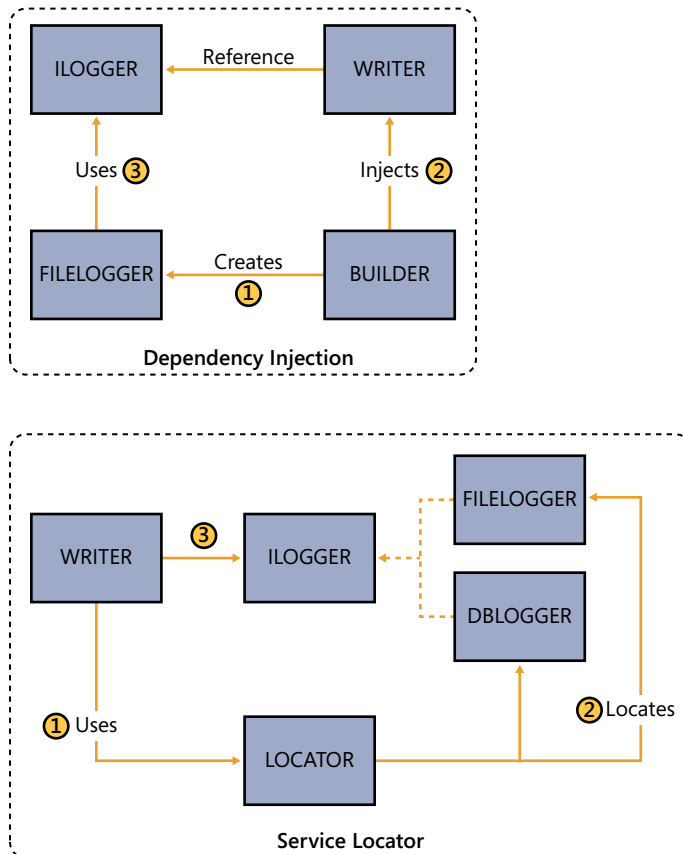 ILOGGER
Reference
WRITER
Uses 3
Injects 2
FILELOGGER
Creates
1
BUILDER
Dependency Injection
FILELOGGER
WRITER
3
ILOGGER
DBLOGGER
1 Uses
2 Locates
LOCATOR
Service Locator